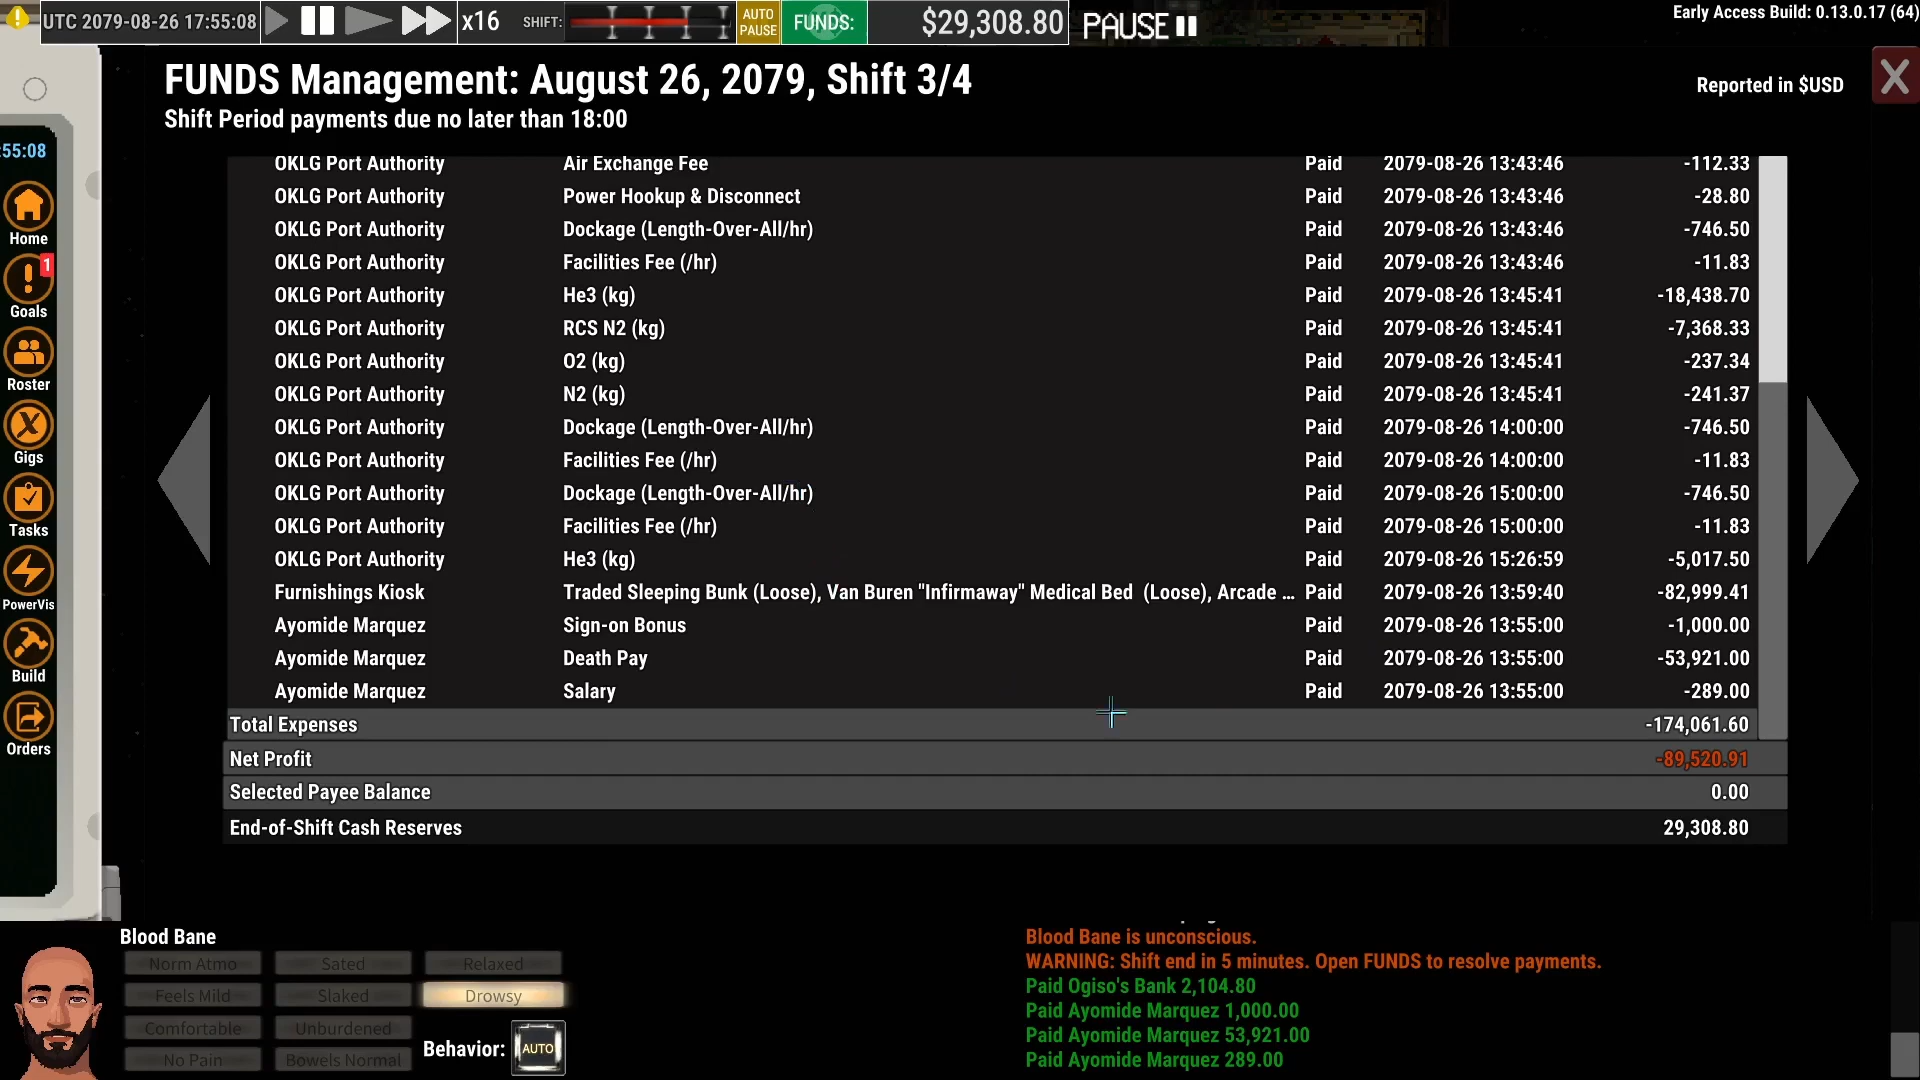 UTC 2079-08-26 17:55:08 x16 SHIFT: AUTO PAUSE FUNDS: $29,308.80 PAUSE
Early Access Build: 0.13.0.17 (64)
FUNDS Management: August 26, 2079, Shift 3/4
Reported in $USD
X
Shift Period payments due no later than 18:00
:55:08
Home
1
Goals
Roster
Gigs
Tasks
PowerVis
Build
Orders
OKLG Port Authority Air Exchange Fee Paid 2079-08-26 13:43:46 -112.33
OKLG Port Authority Power Hookup & Disconnect Paid 2079-08-26 13:43:46 -28.80
OKLG Port Authority Dockage (Length-Over-All/hr) Paid 2079-08-26 13:43:46 -746.50
OKLG Port Authority Facilities Fee (/hr) Paid 2079-08-26 13:43:46 -11.83
OKLG Port Authority He3 (kg) Paid 2079-08-26 13:45:41 -18,438.70
OKLG Port Authority RCS N2 (kg) Paid 2079-08-26 13:45:41 -7,368.33
OKLG Port Authority O2 (kg) Paid 2079-08-26 13:45:41 -237.34
OKLG Port Authority N2 (kg) Paid 2079-08-26 13:45:41 -241.37
OKLG Port Authority Dockage (Length-Over-All/hr) Paid 2079-08-26 14:00:00 -746.50
OKLG Port Authority Facilities Fee (/hr) Paid 2079-08-26 14:00:00 -11.83
OKLG Port Authority Dockage (Length-Over-All/hr) Paid 2079-08-26 15:00:00 -746.50
OKLG Port Authority Facilities Fee (/hr) Paid 2079-08-26 15:00:00 -11.83
OKLG Port Authority He3 (kg) Paid 2079-08-26 15:26:59 -5,017.50
Furnishings Kiosk Traded Sleeping Bunk (Loose), Van Buren "Infirmaway" Medical Bed (Loose), Arcade ... Paid 2079-08-26 13:59:40 -82,999.41
Ayomide Marquez Sign-on Bonus Paid 2079-08-26 13:55:00 -1,000.00
Ayomide Marquez Death Pay Paid 2079-08-26 13:55:00 -53,921.00
Ayomide Marquez Salary Paid 2079-08-26 13:55:00 -289.00
Total Expenses -174,061.60
Net Profit -89,520.91
Selected Payee Balance 0.00
End-of-Shift Cash Reserves 29,308.80
Blood Bane
Norm Atmo Sated Relaxed
Feels Mild Slaked Drowsy
Comfortable Unburdened
No Pain Bowels Normal
Behavior: AUTO
Blood Bane is unconscious.
WARNING: Shift end in 5 minutes. Open FUNDS to resolve payments.
Paid Ogiso's Bank 2,104.80
Paid Ayomide Marquez 1,000.00
Paid Ayomide Marquez 53,921.00
Paid Ayomide Marquez 289.00